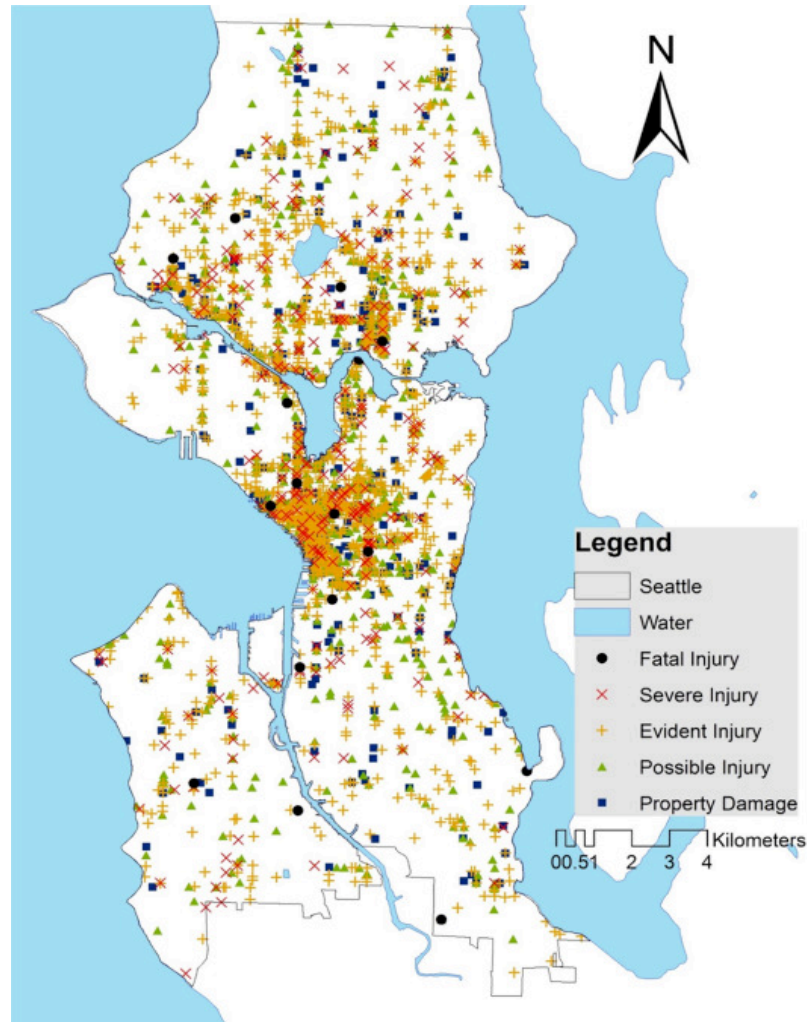 N
Legend
Seattle
Water
Fatal Injury
Severe Injury
Evident Injury
Possible Injury
Property Damage
Kilometers
00.51 2 3 4